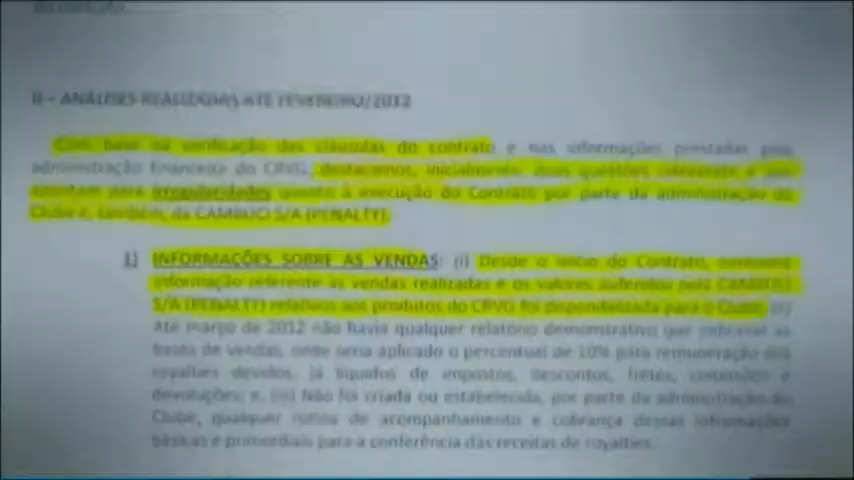 II – ANÁLISES REALIZADAS ATÉ FEVEREIRO/2012
Com base na verificação das cláusulas do contrato e nas informações prestadas pela
administração financeira do CRVG, destacamos, inicialmente, duas questões e que
apontam para irregularidades quanto à execução do Contrato por parte da administração do
Clube e, também, da CAMBUCI S/A (PENALTY).
1) INFORMAÇÕES SOBRE AS VENDAS: (i) Desde o início do Contrato, nenhuma
informação referente às vendas realizadas e os valores auferidos pela CAMBUCI
S/A (PENALTY) relativos aos produtos do CRVG foi disponibilizada para o Clube; (ii)
Até março de 2012 não havia qualquer relatório demonstrativo que indicasse as
bases de vendas, onde seria aplicado o percentual de 10% para remuneração dos
royalties devidos, já líquidos de impostos, descontos, fretes, comissões e
devoluções; e, (iii) Não foi criada ou estabelecida, por parte da administração do
Clube, qualquer rotina de acompanhamento e cobrança dessas informações
básicas e primordiais para a conferência das receitas de royalties.